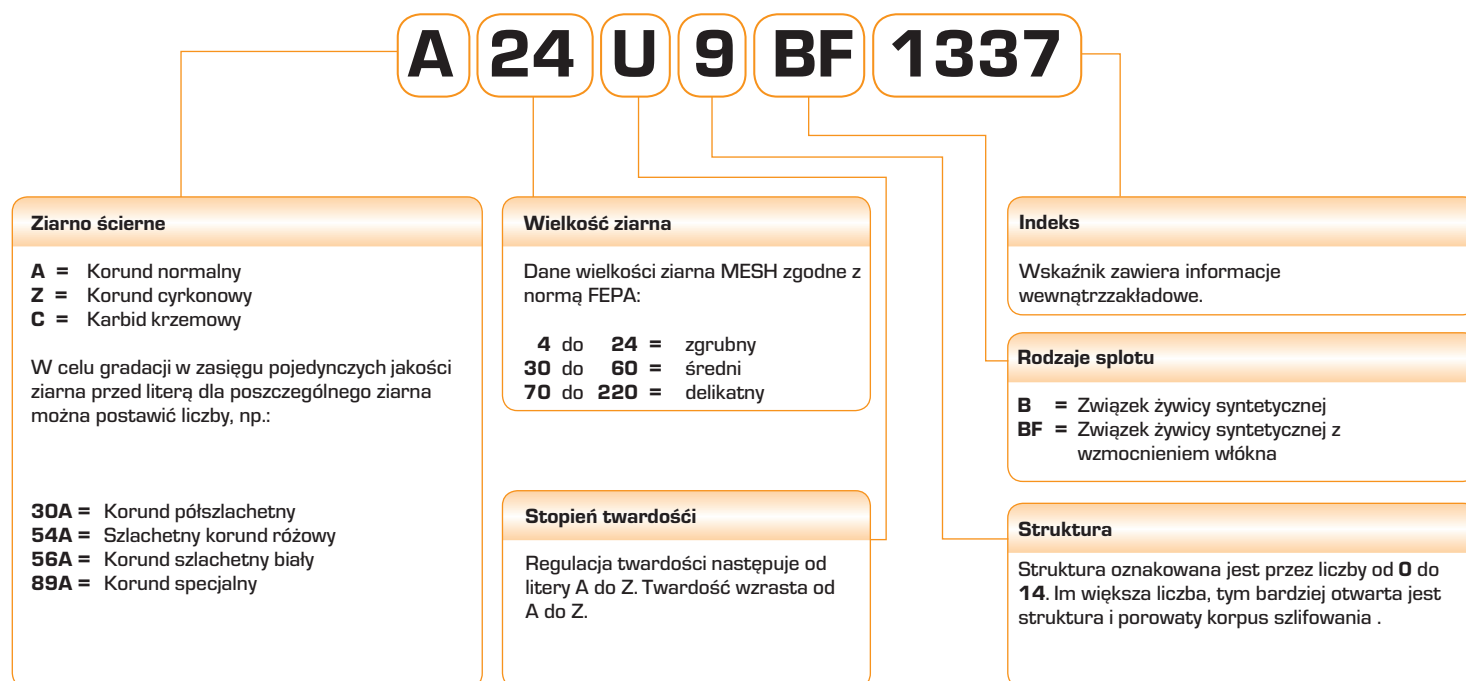 A 24 U 9 BF 1337
Ziarno ścierne
A = Korund normalny
Z = Korund cyrkonowy
C = Karbid krzemowy
W celu gradacji w zasięgu pojedynczych jakości
ziarna przed literą dla poszczególnego ziarna
można postawić liczby, np.:
30A = Korund półszlachetny
54A = Szlachetny korund różowy
56A = Korund szlachetny biały
89A = Korund specjalny
Wielkość ziarna
Dane wielkości ziarna MESH zgodne z
normą FEPA:
4 do 24 = zgrubny
30 do 60 = średni
70 do 220 = delikatny
Stopień twardośći
Regulacja twardości następuje od
litery A do Z. Twardość wzrasta od
A do Z.
Indeks
Wskaźnik zawiera informacje
wewnątrzzakładowe.
Rodzaje splotu
B = Związek żywicy syntetycznej
BF = Związek żywicy syntetycznej z
wzmocnieniem włókna
Struktura
Struktura oznakowana jest przez liczby od 0 do
14. Im większa liczba, tym bardziej otwarta jest
struktura i porowaty korpus szlifowania .